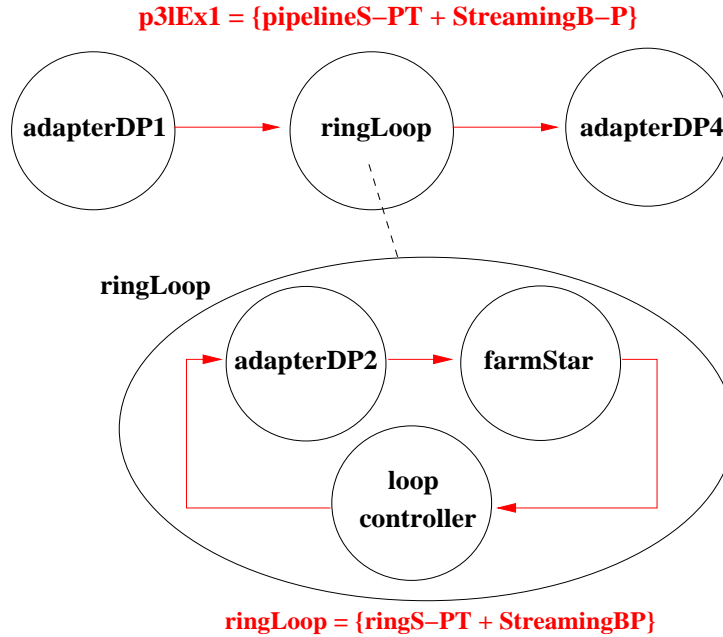 p3lEx1 = {pipelineS−PT + StreamingB−P}
adapterDP1
ringLoop
adapterDP4
ringLoop
adapterDP2
farmStar
loop
controller
ringLoop = {ringS−PT + StreamingBP}